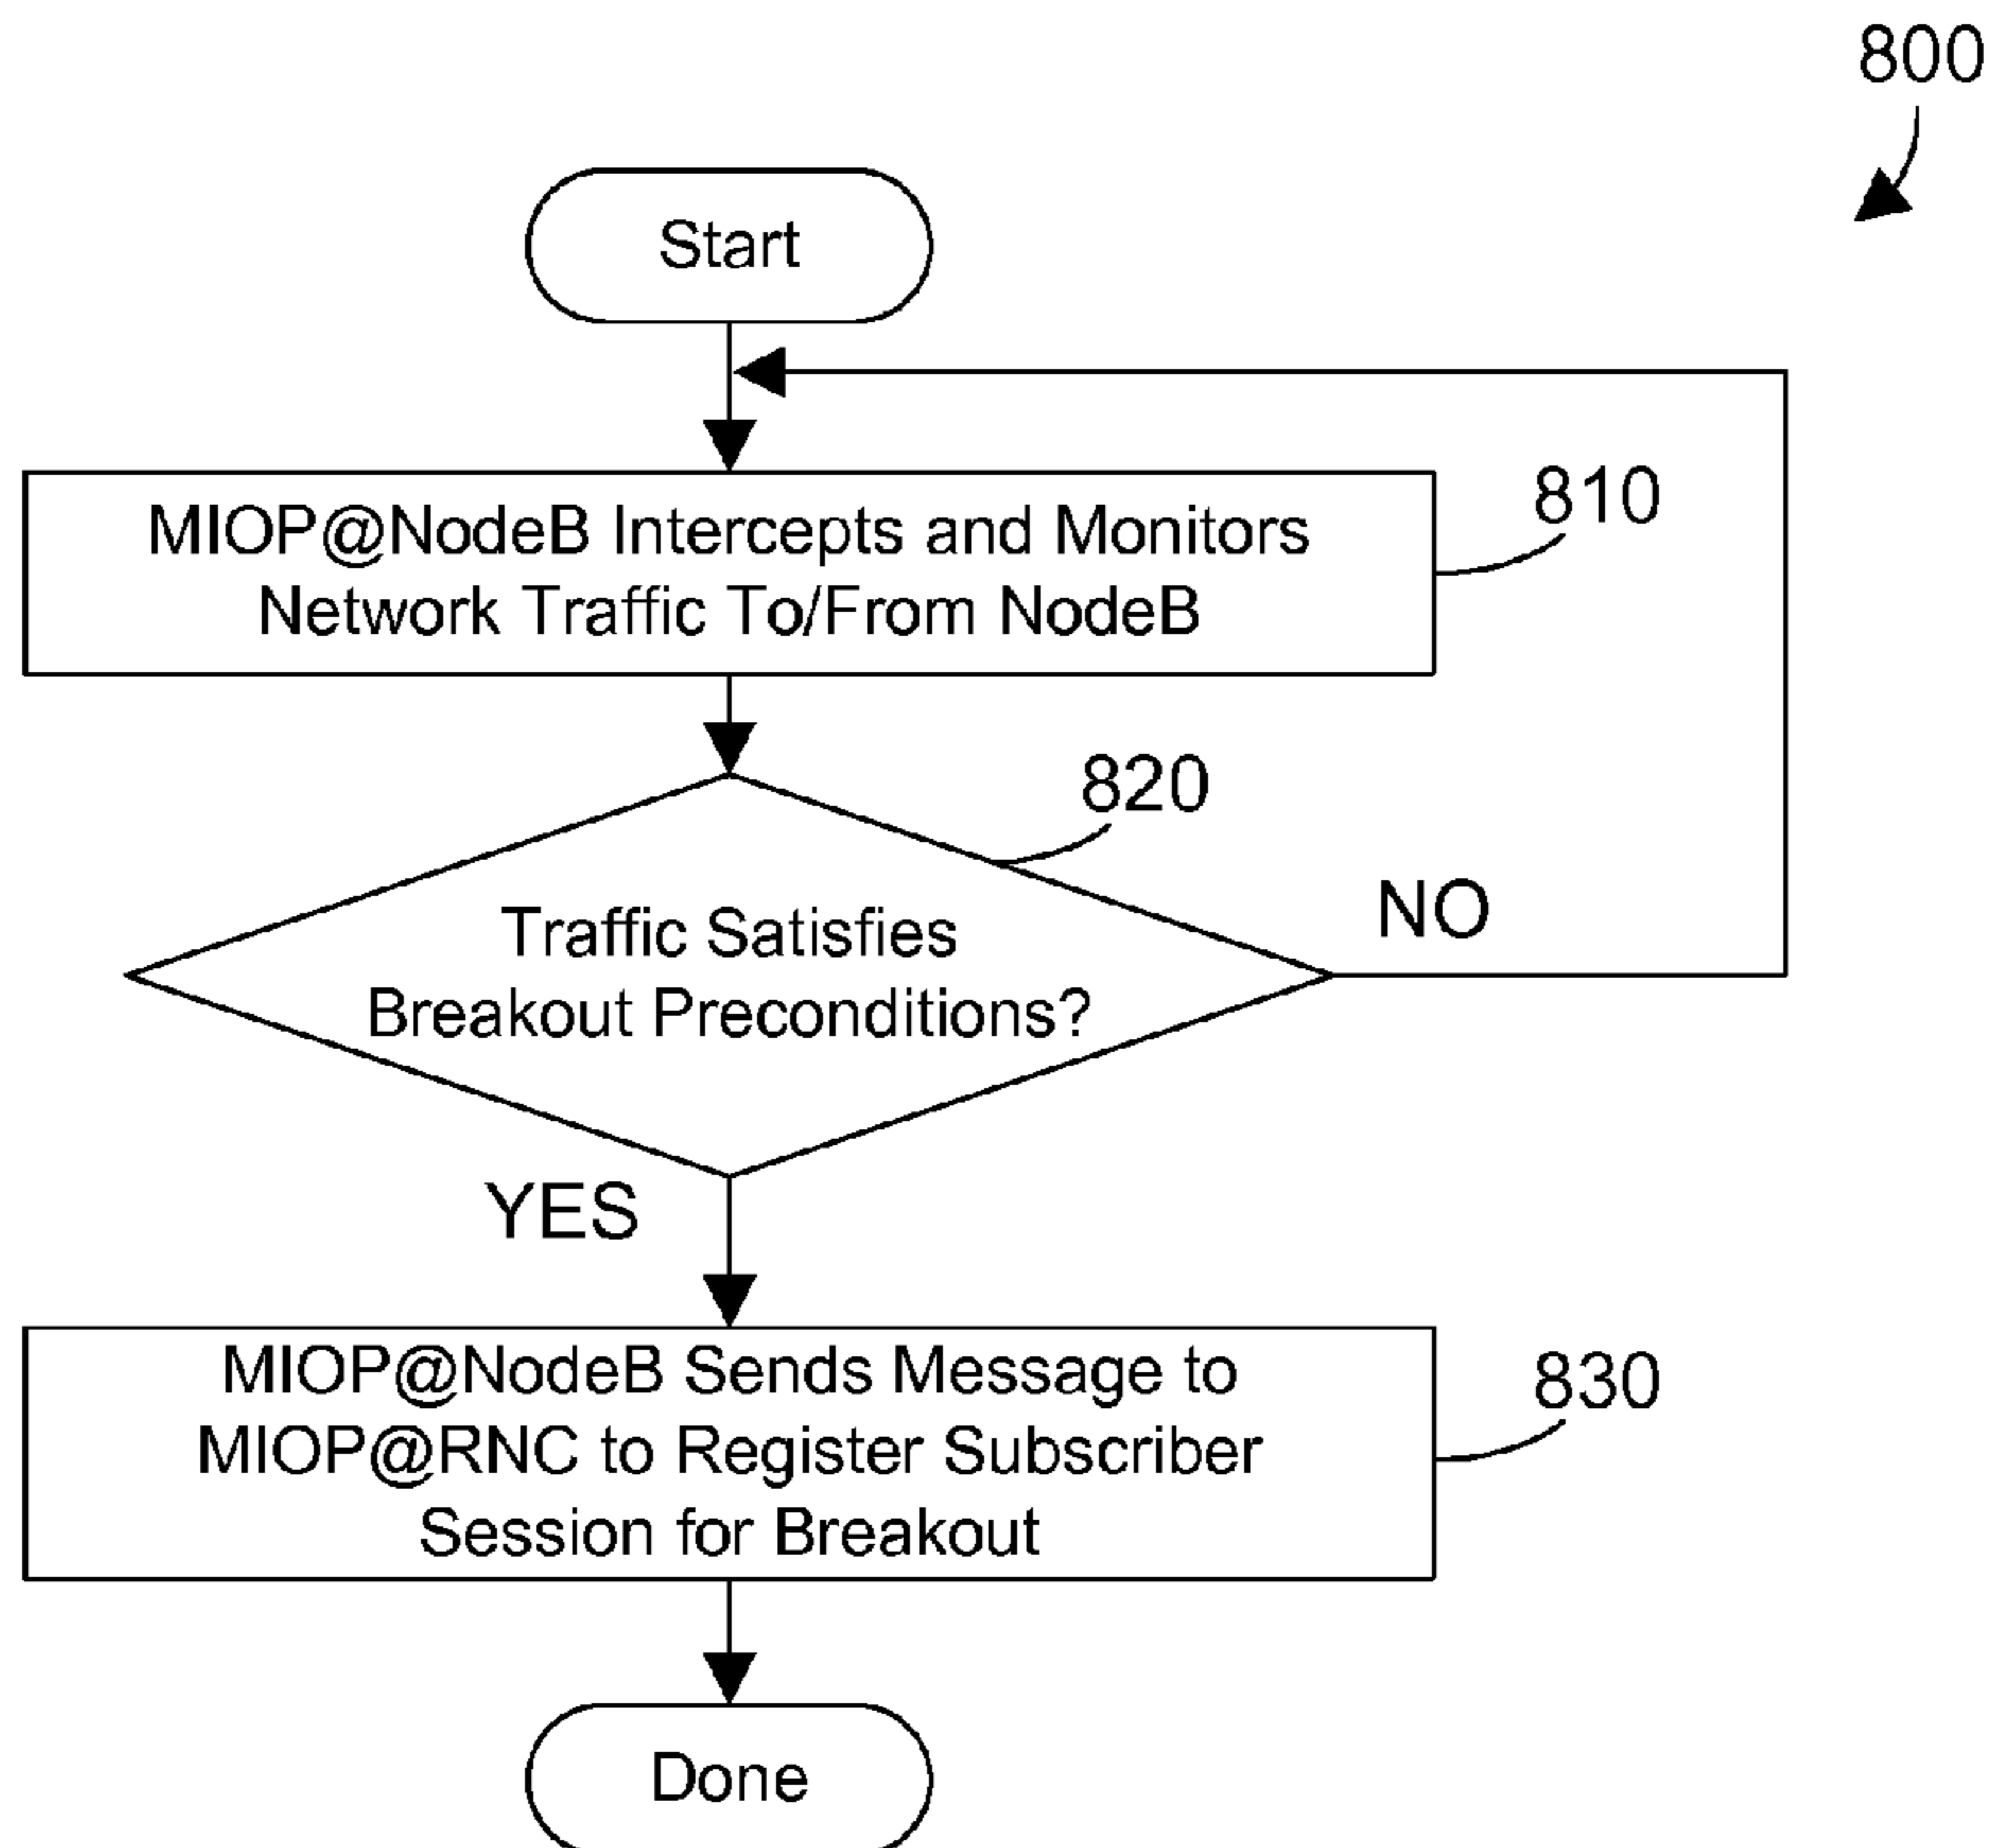 800
Start
MIOP@NodeB Intercepts and Monitors
Network Traffic To/From NodeB
810
820
Traffic Satisfies
Breakout Preconditions?
NO
YES
MIOP@NodeB Sends Message to
MIOP@RNC to Register Subscriber
Session for Breakout
830
Done